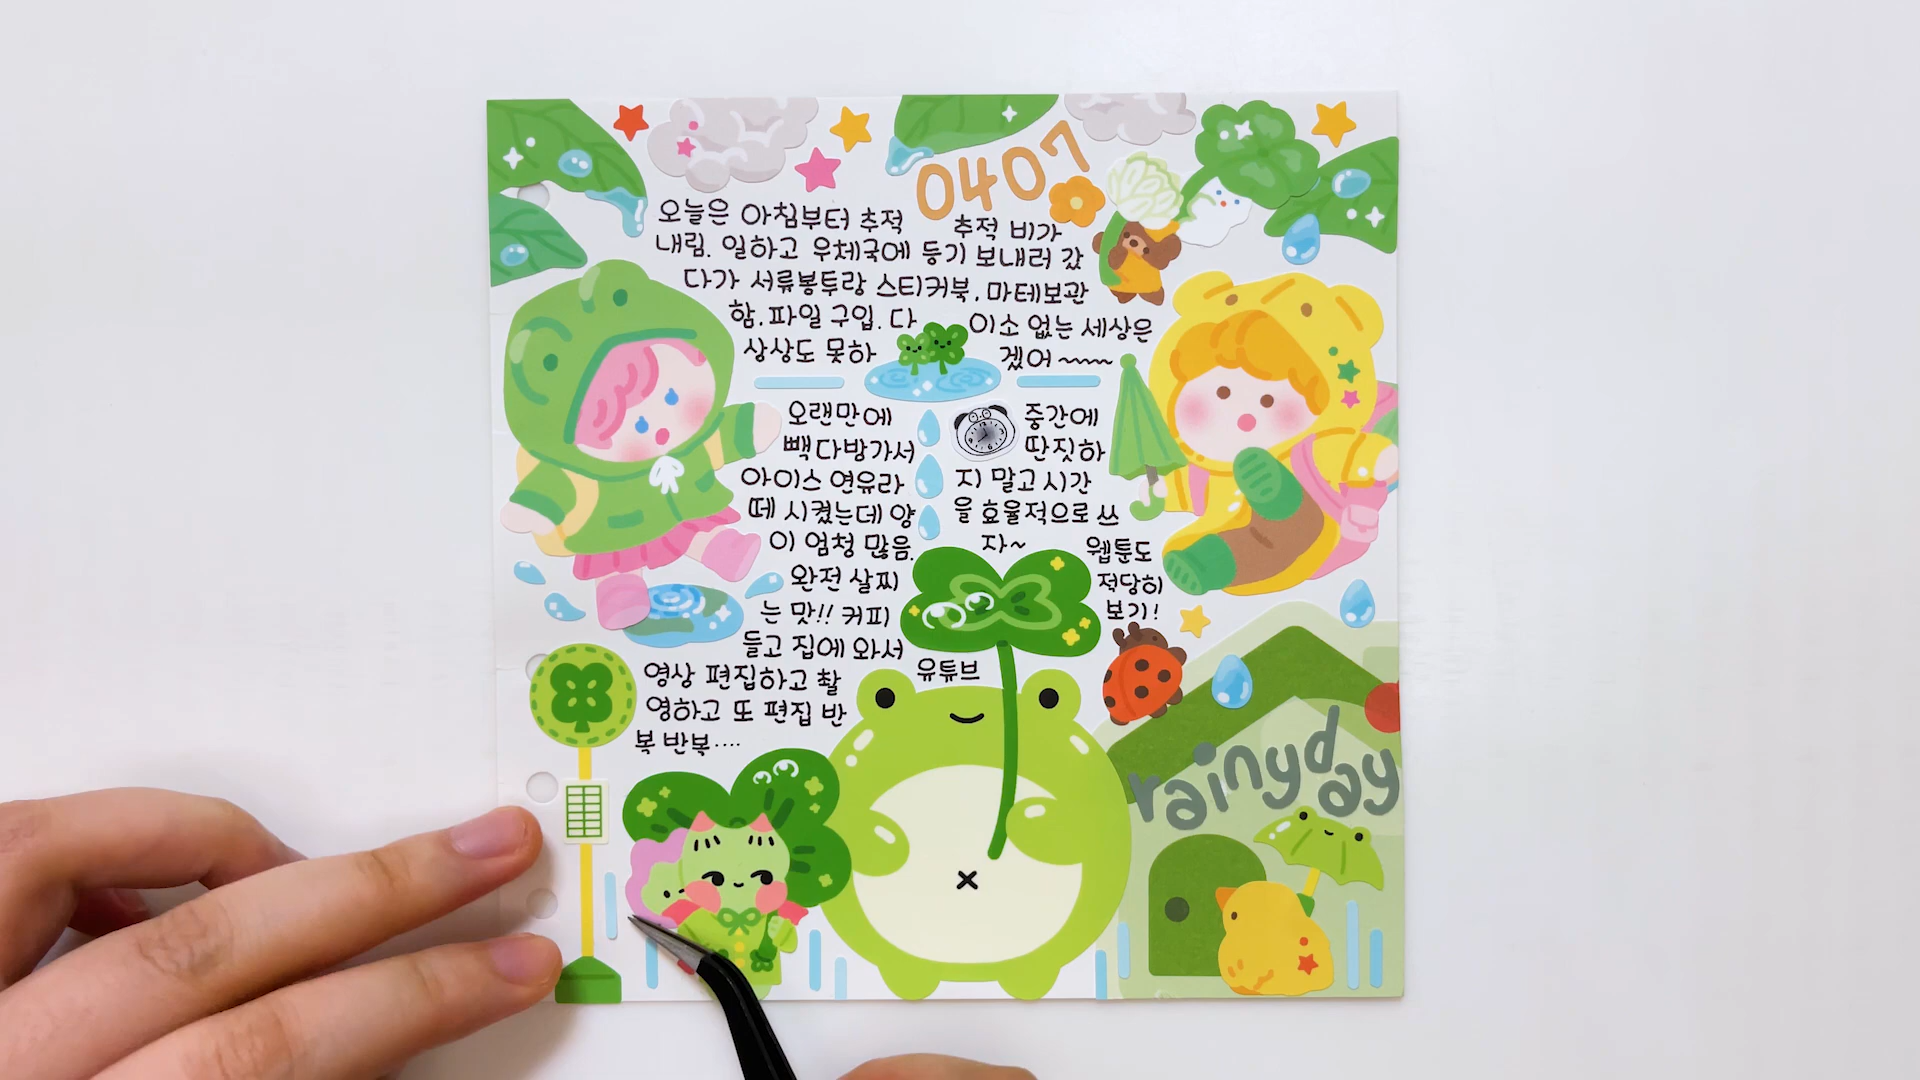 0407
오늘은 아침부터 추적 추적 비가
내림. 일하고 우체국에 등기 보내러 갔
다가 서류봉투랑 스티커북, 마테보관
함, 파일 구입. 다이소 없는 세상은
상상도 못하겠어~~~~
오랜만에
빽다방가서
아이스 연유라
떼 시켰는데 양
이 엄청 많음.
완전 살찌
는 맛!! 커피
들고 집에 와서 유튜브
영상 편집하고 촬
영하고 또 편집 반
복 반복....
중간에
딴짓하
지 말고 시간
을 효율적으로 쓰
자~ 웹툰도
적당히
보기!
rainyday